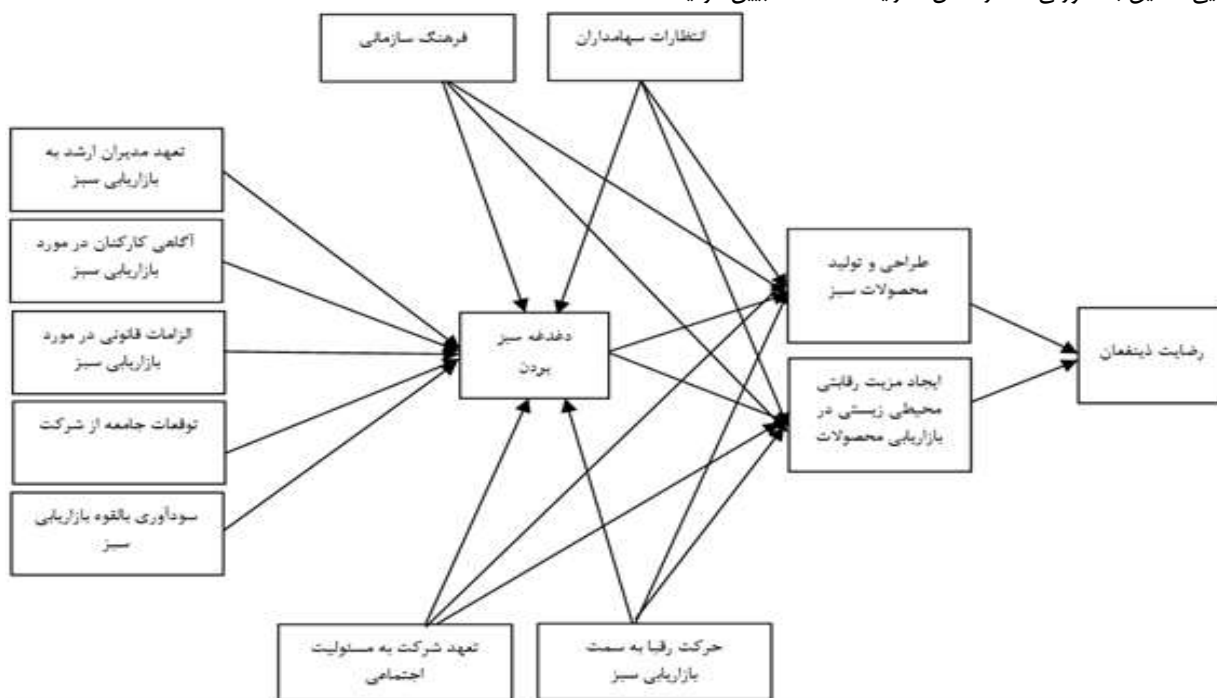 فرهنگ سازمانی
انتظارات سهامداران
تعهد مدیران ارشد به
بازاریابی سبز
آگاهی کارکنان در مورد
بازاریابی سبز
الزامات قانونی در مورد
بازاریابی سبز
توقعات جامعه از شرکت
سودآوری بالقوه بازاریابی
سبز
دغدغه سبز
بردن
طراحی و تولید
محصولات سبز
ایجاد مزیت رقابتی
محیطی زیستی در
بازاریابی محصولات
رضایت ذینفعان
تعهد شرکت به مسئولیت
اجتماعی
حرکت رقبا به سمت
بازاریابی سبز